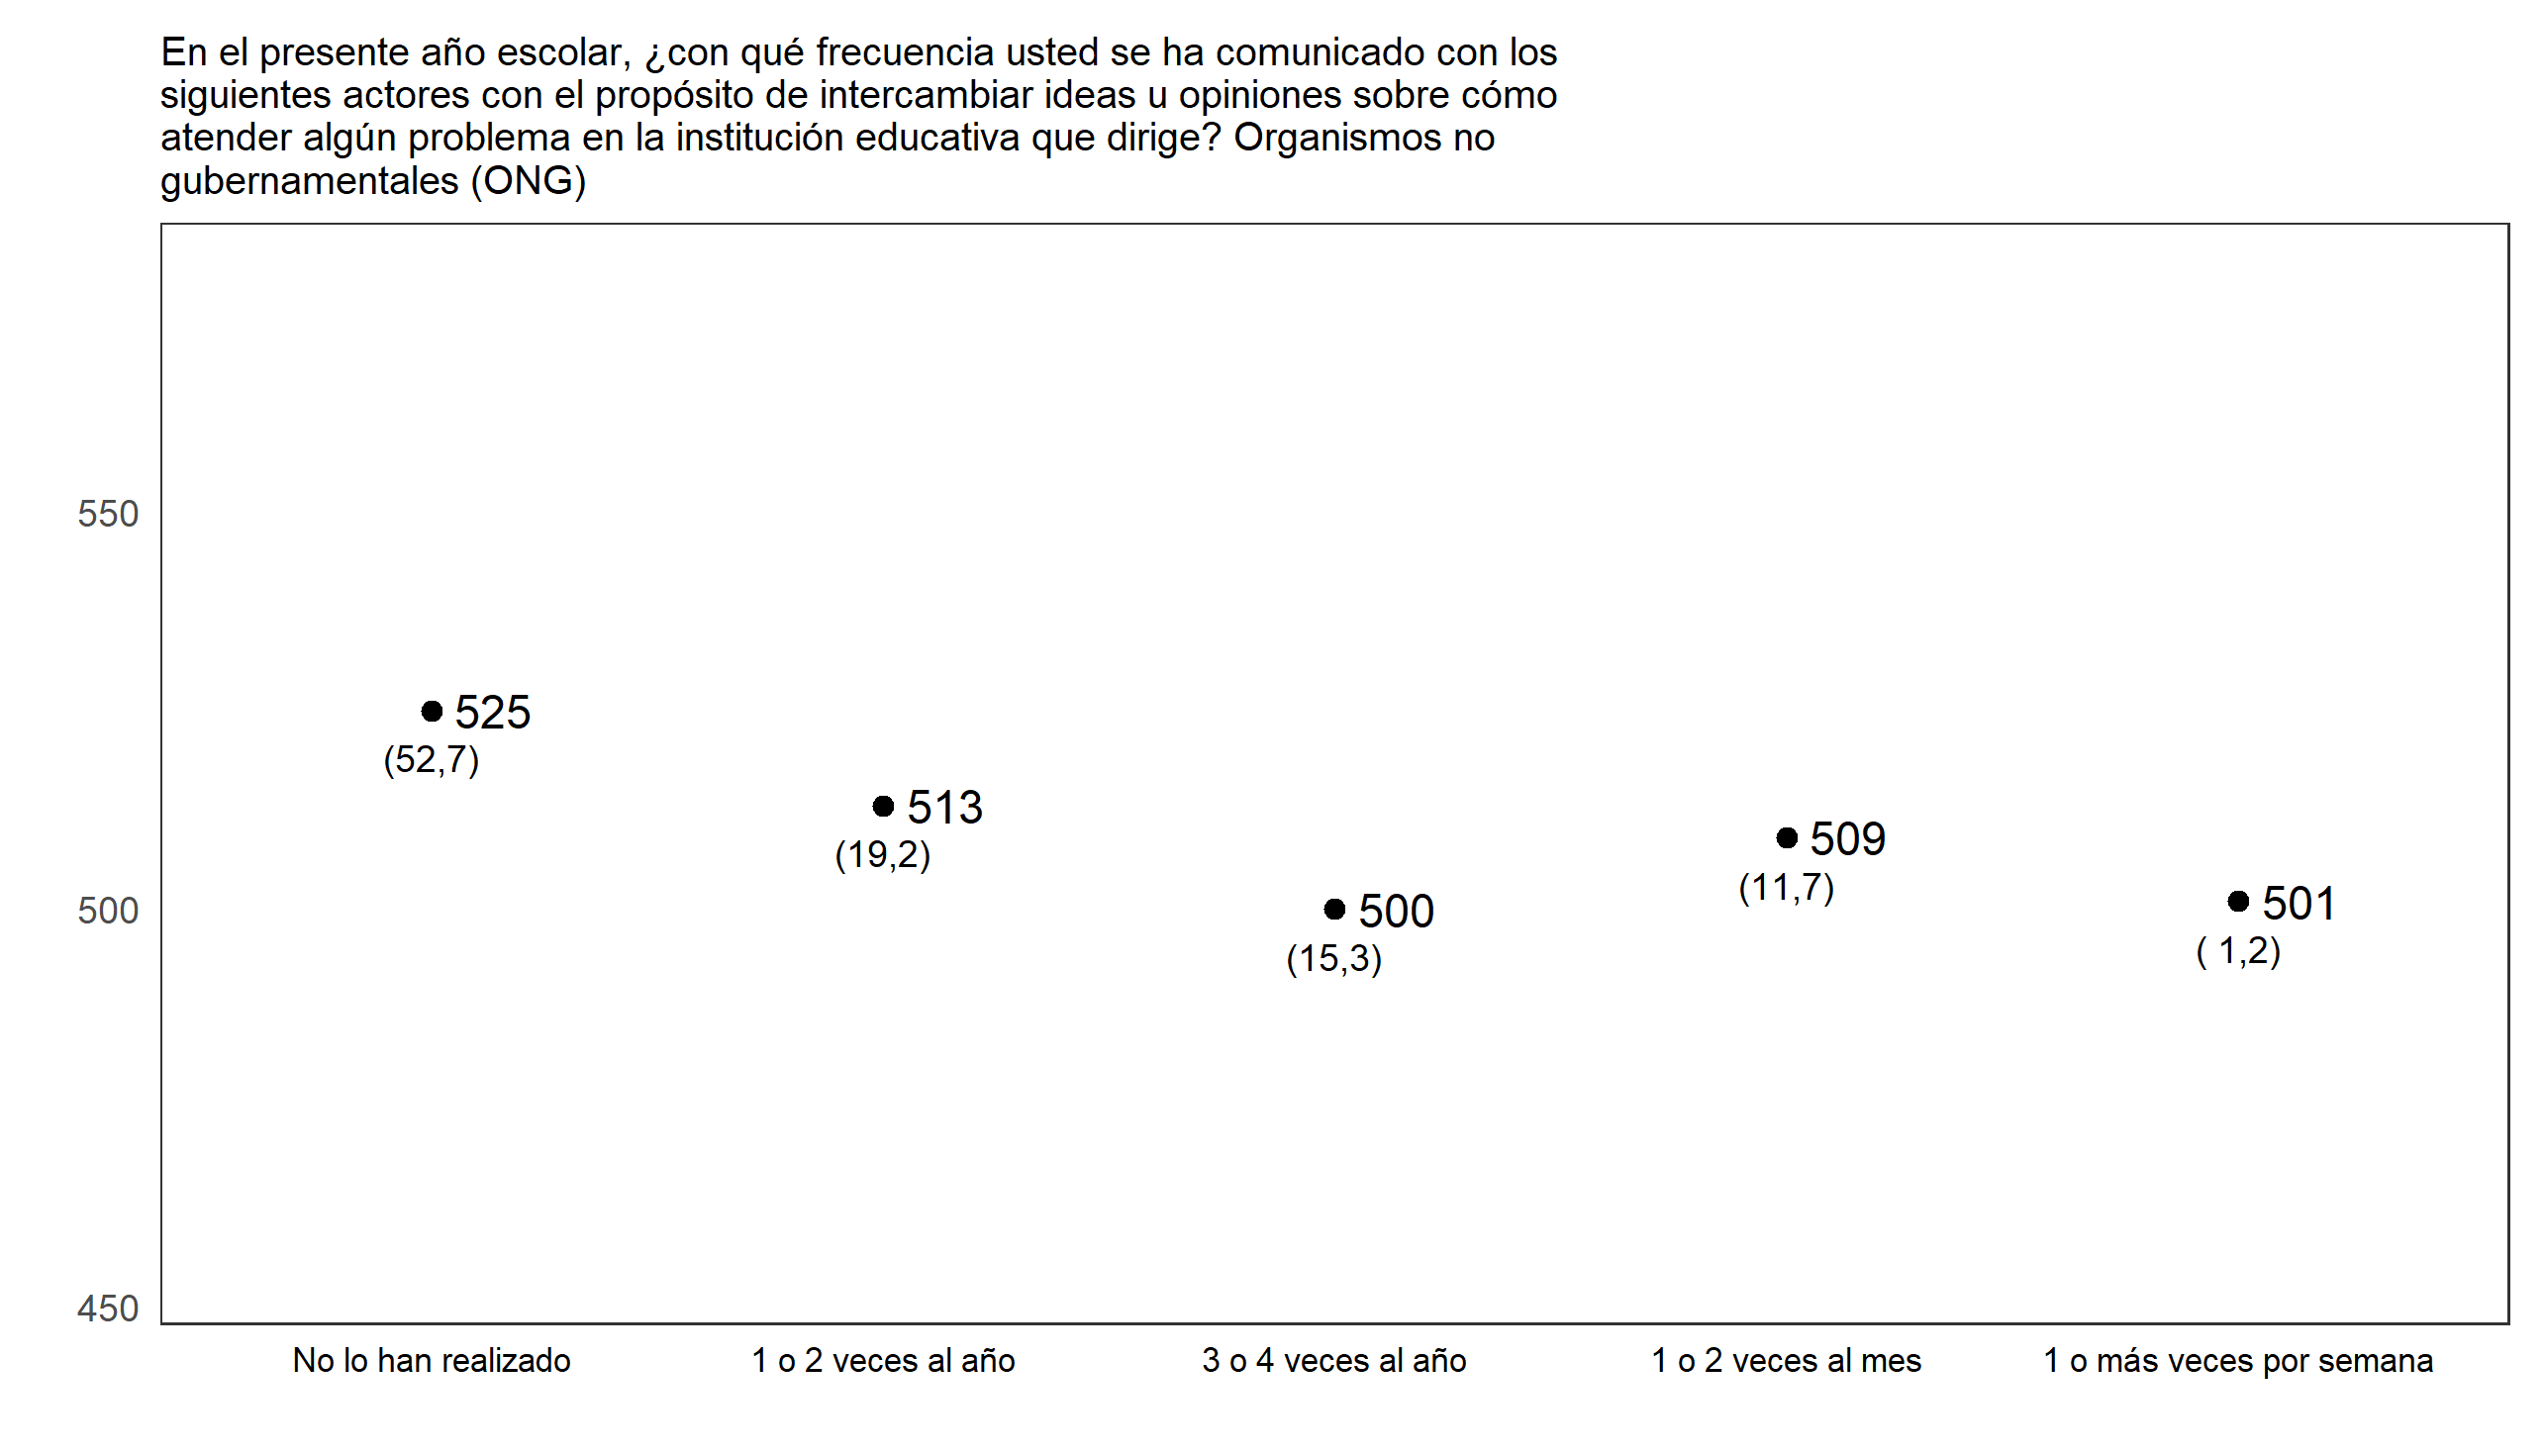 En el presente año escolar, ¿con qué frecuencia usted se ha comunicado con los
siguientes actores con el propósito de intercambiar ideas u opiniones sobre cómo
atender algún problema en la institución educativa que dirige? Organismos no
gubernamentales (ONG)
550
525
(52,7)
513
(19,2)
509
(11,7)
500
500
(15,3)
501
( 1,2)
450
No lo han realizado
1 o 2 veces al año
3 o 4 veces al año
1 o 2 veces al mes
1 o más veces por semana